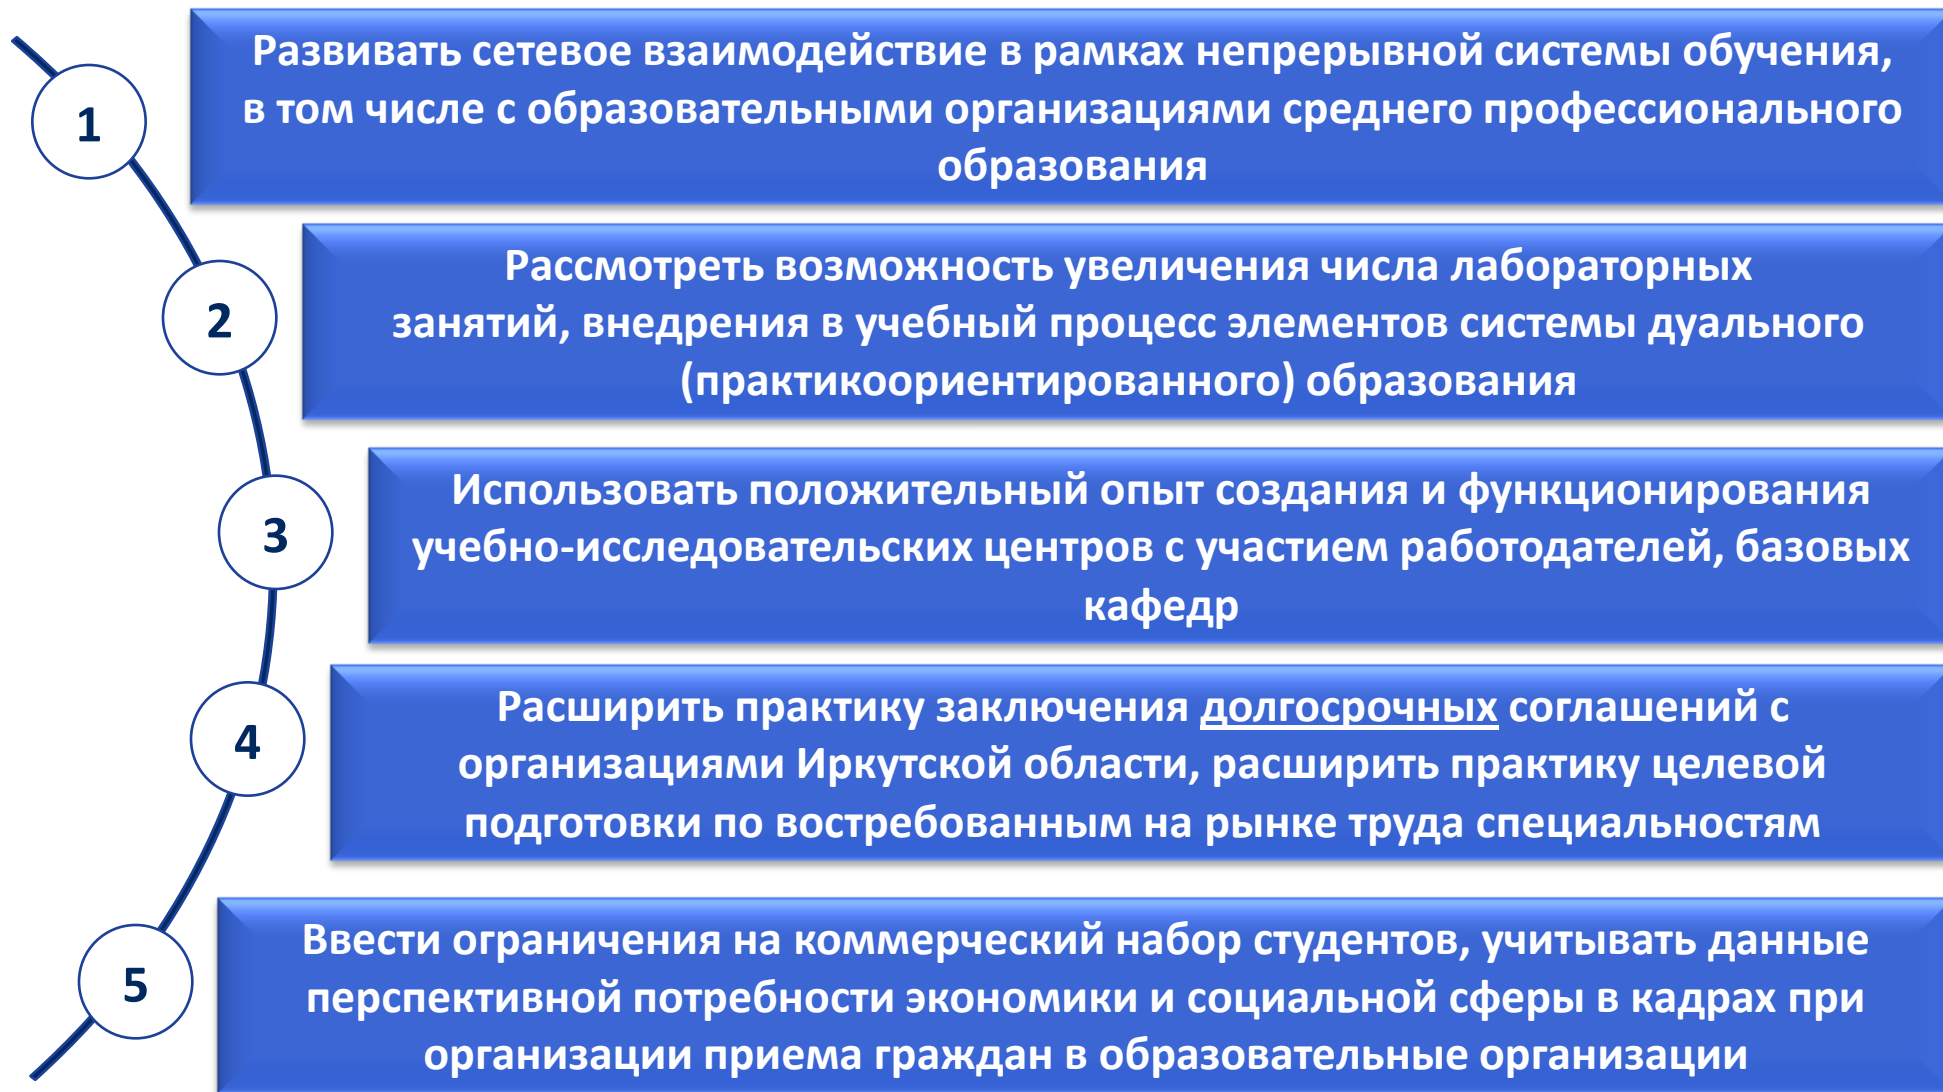 1
Развивать сетевое взаимодействие в рамках непрерывной системы обучения,
в том числе с образовательными организациями среднего профессионального
образования
2
Рассмотреть возможность увеличения числа лабораторных
занятий, внедрения в учебный процесс элементов системы дуального
(практикоориентированного) образования
3
Использовать положительный опыт создания и функционирования
учебно-исследовательских центров с участием работодателей, базовых
кафедр
4
Расширить практику заключения долгосрочных соглашений с
организациями Иркутской области, расширить практику целевой
подготовки по востребованным на рынке труда специальностям
5
Ввести ограничения на коммерческий набор студентов, учитывать данные
перспективной потребности экономики и социальной сферы в кадрах при
организации приема граждан в образовательные организации